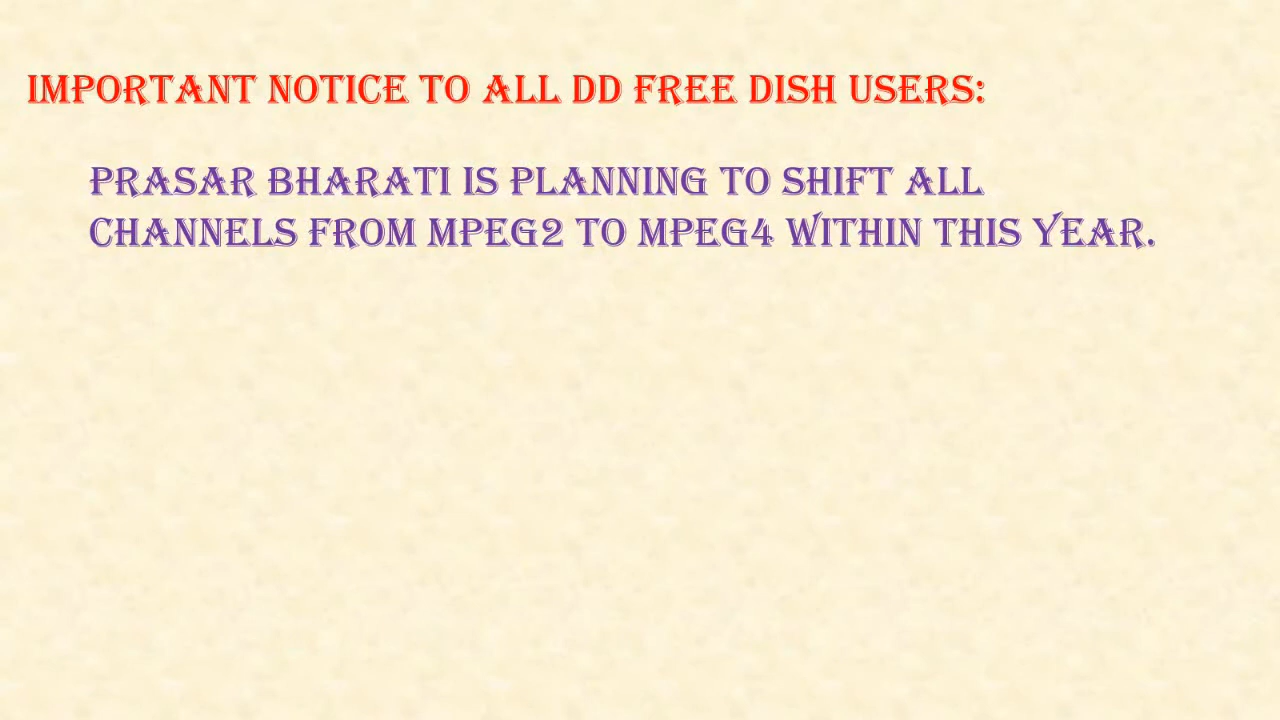 IMPORTANT NOTICE TO ALL DD FREE DISH USERS:
PRASAR BHARATI IS PLANNING TO SHIFT ALL
CHANNELS FROM MPEG2 TO MPEG4 WITHIN THIS YEAR.